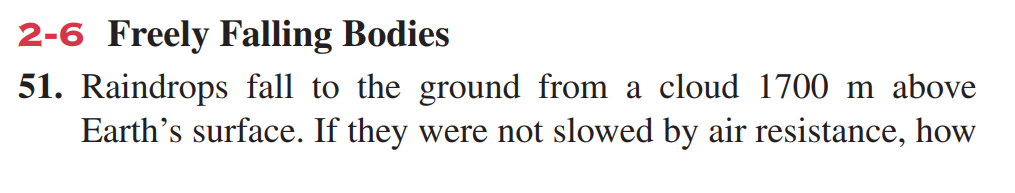 2-6 Freely Falling Bodies
51. Raindrops fall to the ground from a cloud 1700 m above
Earth's surface. If they were not slowed by air resistance, how